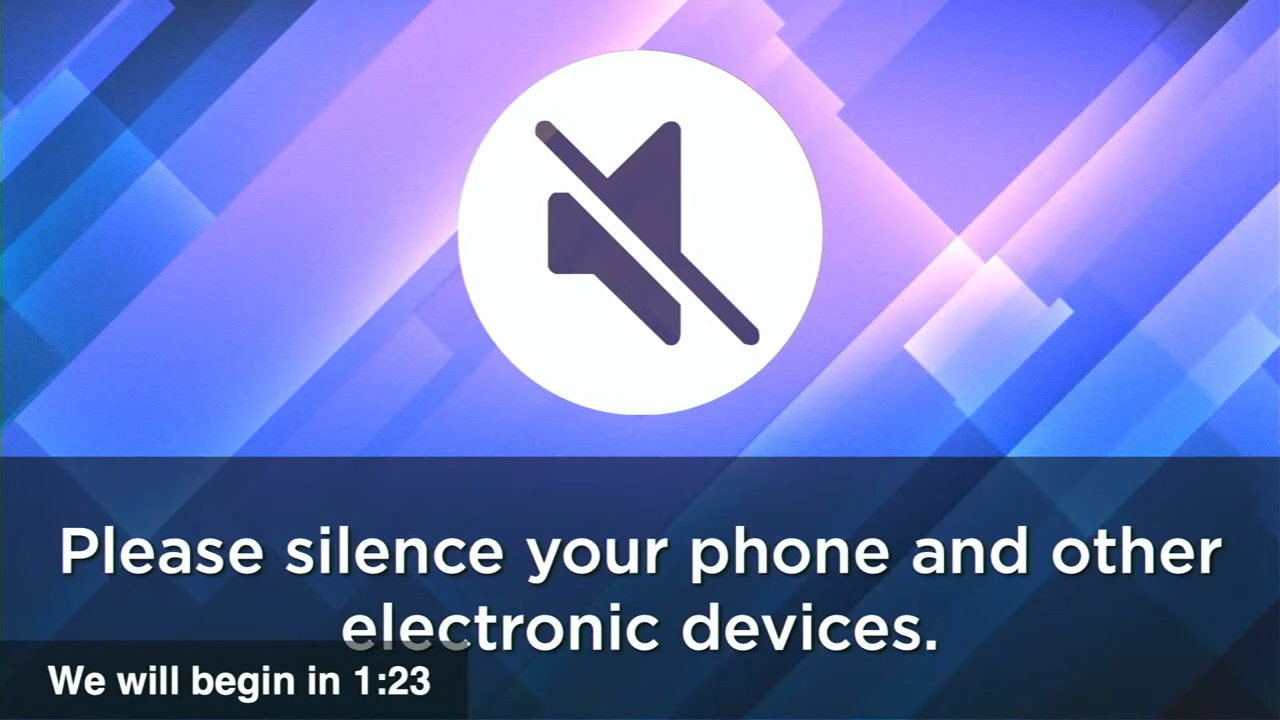 Please silence your phone and other
electronic devices.
We will begin in 1:23